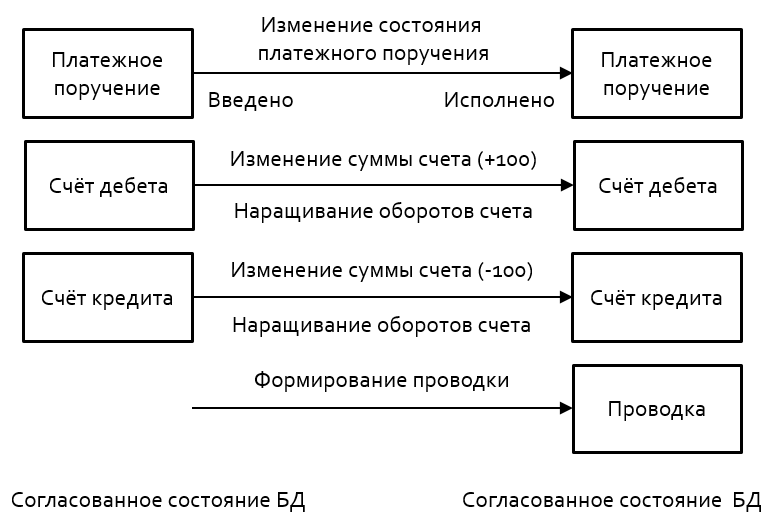 Изменение состояния
платежного поручения
Платежное
поручение
Введено
Исполнено
Платежное
поручение
Счёт дебета
Изменение суммы счета (+100)
Наращивание оборотов счета
Счёт дебета
Счёт кредита
Изменение суммы счета (-100)
Наращивание оборотов счета
Счёт кредита
Формирование проводки
Проводка
Согласованное состояние БД
Согласованное состояние БД